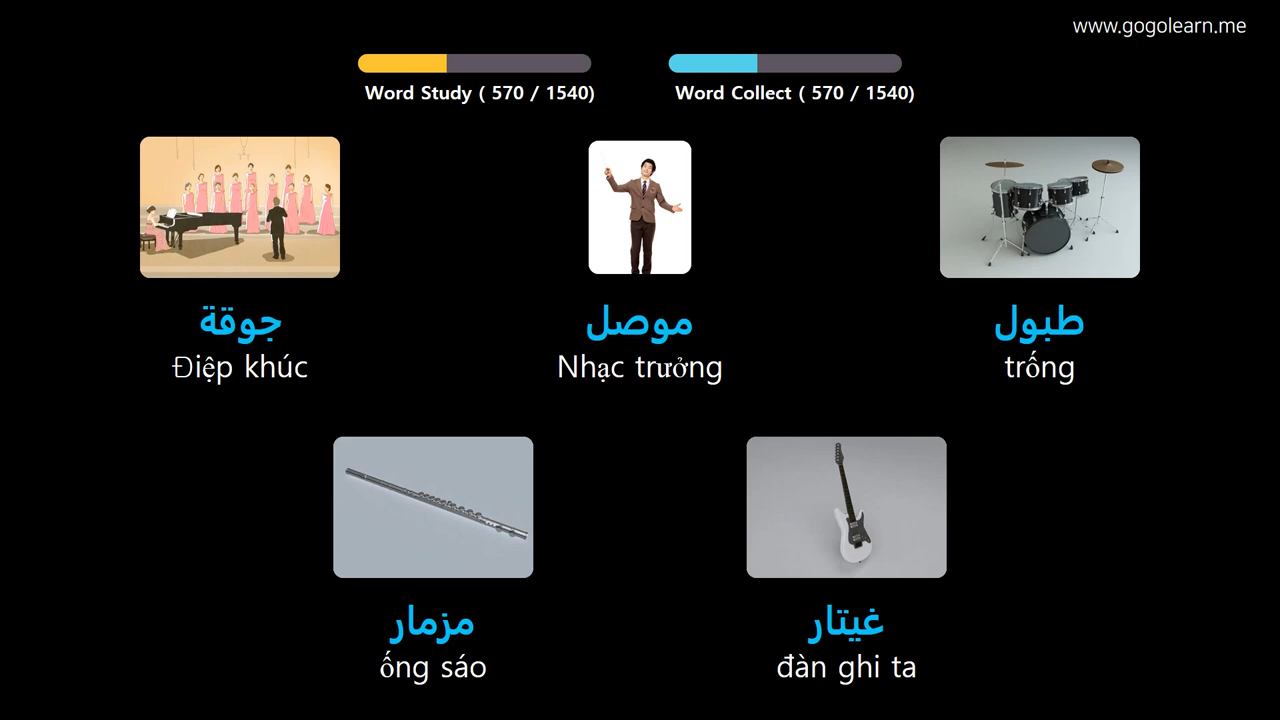 www.gogolearn.me
Word Study ( 570 / 1540)
Word Collect ( 570 / 1540)
جوقة
Điệp khúc
موصل
Nhạc trưởng
طبول
trống
مزمار
ống sáo
غيتار
đàn ghi ta